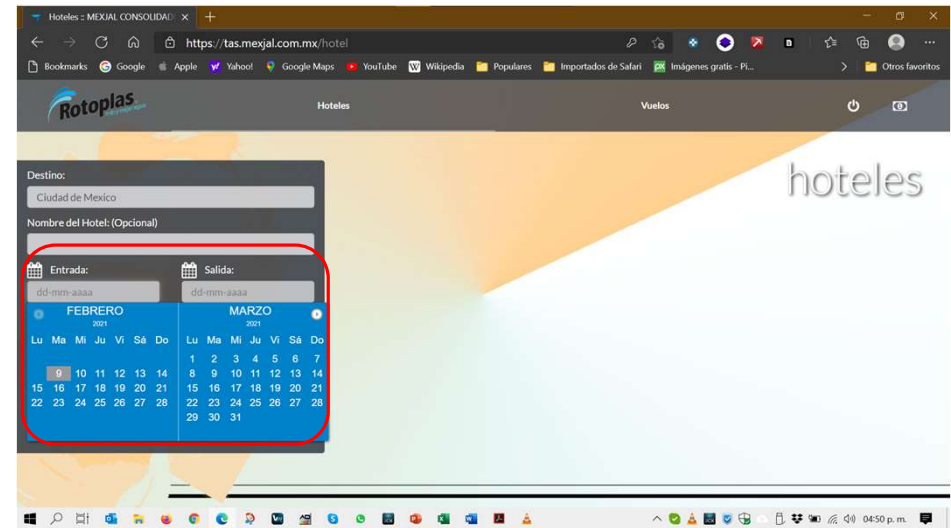 Hoteles :: MEXJAL CONSOLIDAD
https://tas.mexjal.com.mx/hotel
Bookmarks Google Apple Yahoo! Google Maps YouTube Wikipedia Populares Importados de Safari Imágenes gratis - Pi... Otros favoritos
Rotoplas Hoteles Vuelos
hoteles
Destino:
Ciudad de Mexico
Nombre del Hotel: (Opcional)
Entrada: Salida:
dd-mm-aaaa dd-mm-aaaa
FEBRERO MARZO
2021 2021
Lu Ma Mi Ju Vi Sá Do Lu Ma Mi Ju Vi Sá Do
1 2 3 4 5 6 7
9 10 11 12 13 14 8 9 10 11 12 13 14
15 16 17 18 19 20 21 15 16 17 18 19 20 21
22 23 24 25 26 27 28 22 23 24 25 26 27 28
29 30 31
04:50 p. m.